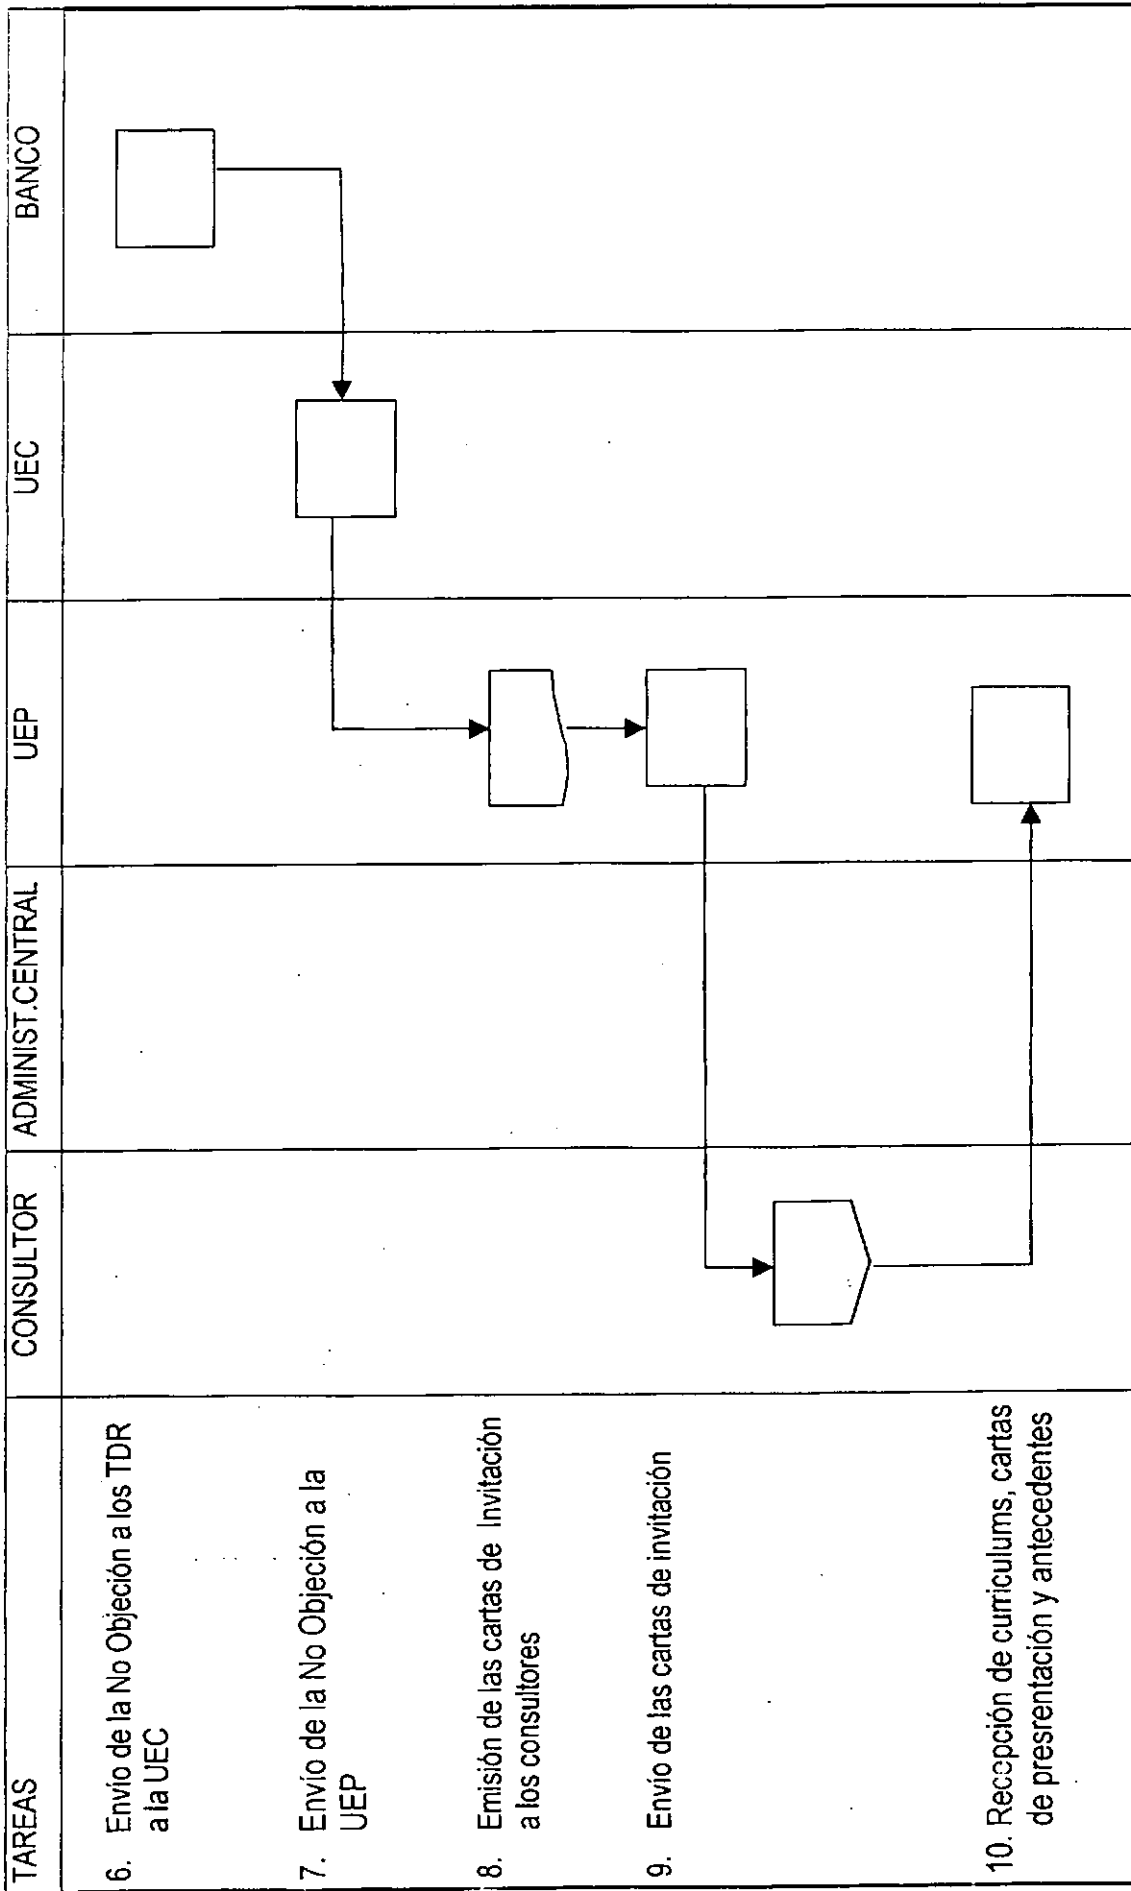 TAREAS
CONSULTOR
ADMINIST.CENTRAL
UEP
UEC
BANCO
6. Envío de la No Objeción a los TDR
a la UEC
7. Envío de la No Objeción a la
UEP
8. Emisión de las cartas de Invitación
a los consultores
9. Envío de las cartas de invitación
10. Recepción de curriculums, cartas
de presrentación y antecedentes